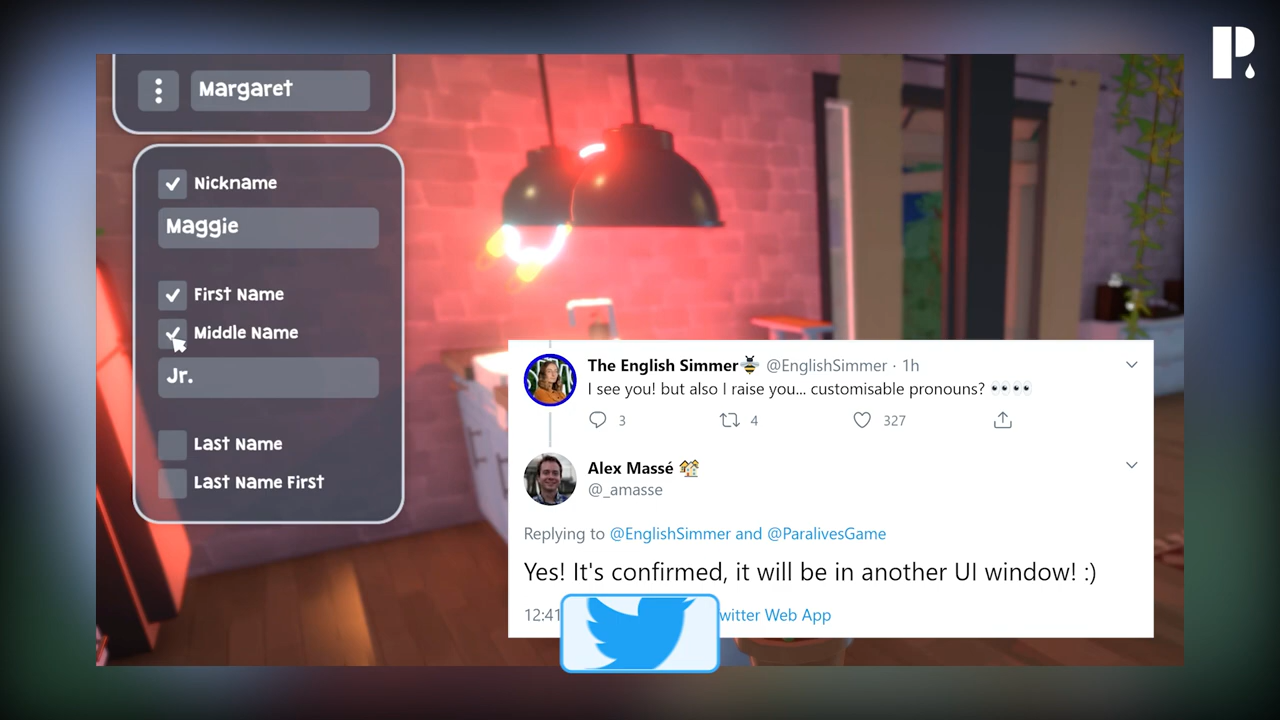 P.
Margaret
Nickname
Maggie
First Name
Middle Name
Jr.
Last Name
Last Name First
The English Simmer @EnglishSimmer · 1h
I see you! but also I raise you... customisable pronouns?
3 4 327
Alex Massé
@_amasse
Replying to @EnglishSimmer and @ParalivesGame
Yes! It's confirmed, it will be in another UI window! :)
12:41 witter Web App